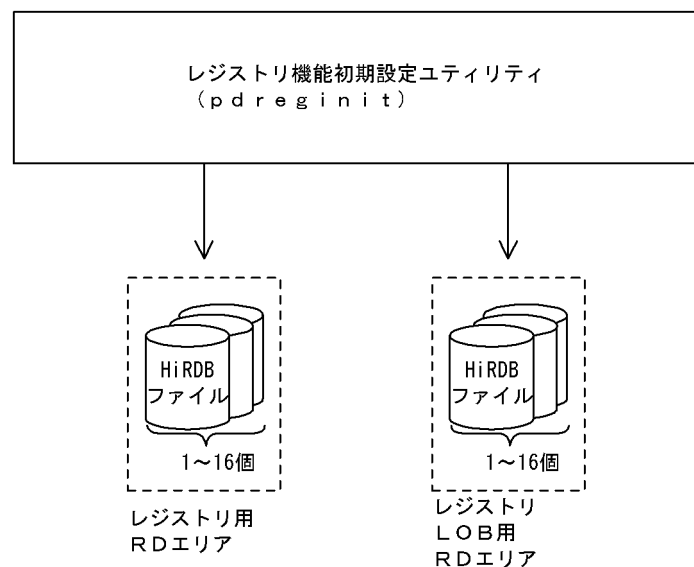 レジストリ機能初期設定ユティリティ
（ｐｄｒｅｇｉｎｉｔ）
HiRDB
ファイル
1～16個
レジストリ用
ＲＤエリア
HiRDB
ファイル
1～16個
レジストリ
ＬＯＢ用
ＲＤエリア